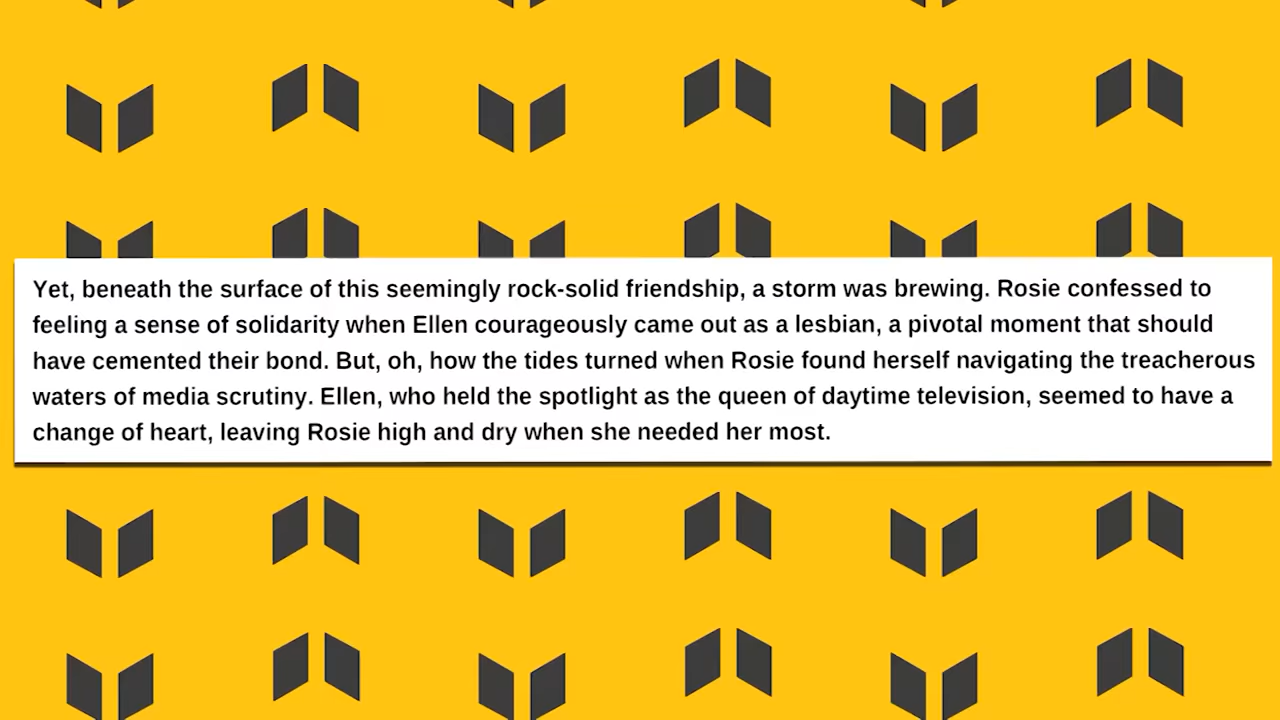 Yet, beneath the surface of this seemingly rock-solid friendship, a storm was brewing. Rosie confessed to
feeling a sense of solidarity when Ellen courageously came out as a lesbian, a pivotal moment that should
have cemented their bond. But, oh, how the tides turned when Rosie found herself navigating the treacherous
waters of media scrutiny. Ellen, who held the spotlight as the queen of daytime television, seemed to have a
change of heart, leaving Rosie high and dry when she needed her most.